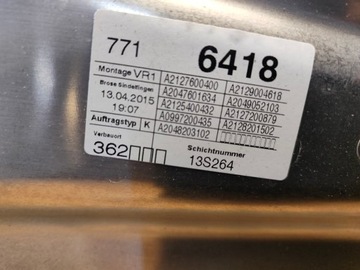 771 6418
Montage VR1 A2127600400 A2129004618
Brose Sindelfingen A2047601634 A2049052103
13.04.2015 A2125400432 A2127200879
19:07 A0997200435 A2128201502
Auftragstyp K A2048203102
Verbauort Schichtnummer
362 13S264